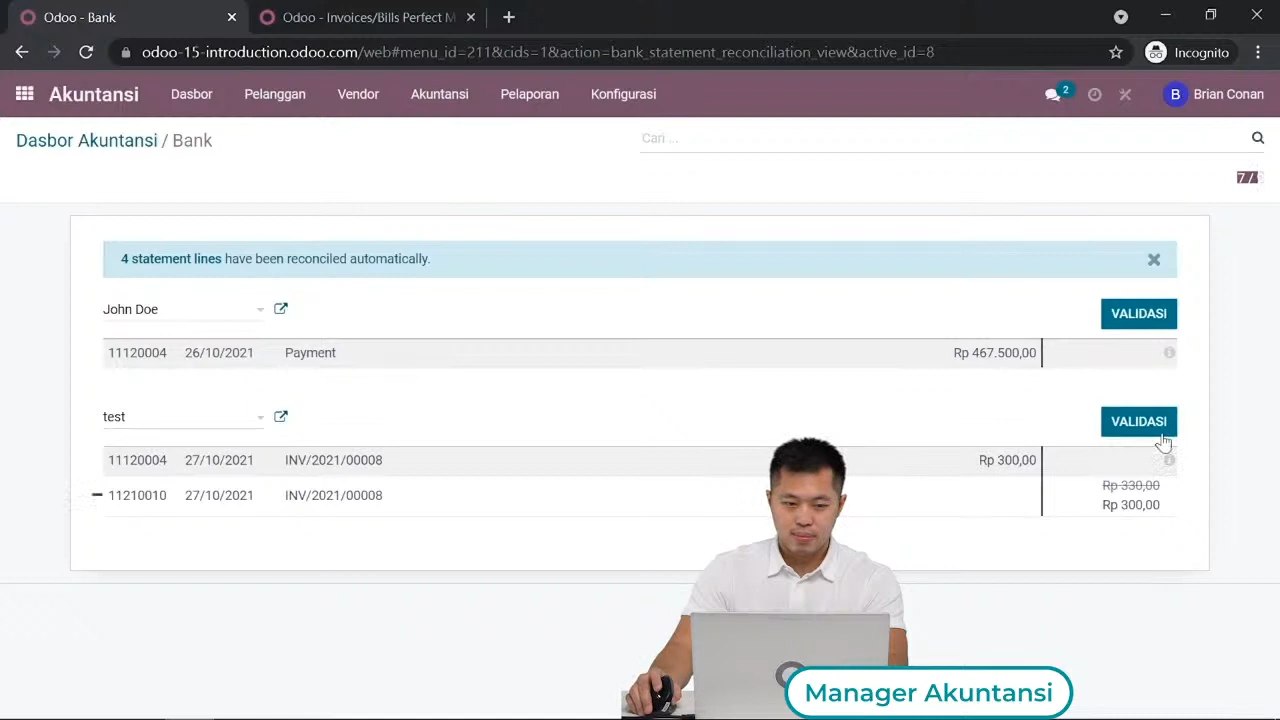 Odoo - Bank
Odoo - Invoices/Bills Perfect M
odoo-15-introduction.odoo.com/web#menu_id=211&cids=1&action=bank_statement_reconciliation_view&active_id=8
Incognito
Akuntansi Dasbor Pelanggan Vendor Akuntansi Pelaporan Konfigurasi 2 B Brian Conan
Dasbor Akuntansi / Bank
Cari ...
7 /
4 statement lines have been reconciled automatically.
John Doe VALIDASI
11120004 26/10/2021 Payment Rp 467.500,00
test VALIDASI
11120004 27/10/2021 INV/2021/00008 Rp 300,00
11210010 27/10/2021 INV/2021/00008 Rp 330,00
Rp 300,00
Manager Akuntansi